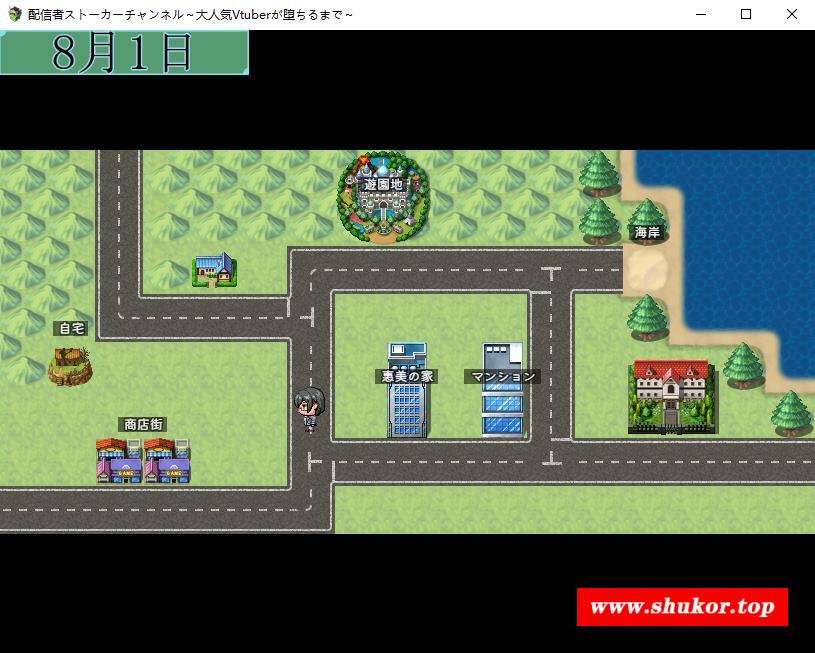 配信者ストーカーチャンネル～大人気Vtuberが堕ちるまで～
8月1日
遊園地
海岸
自宅
恵美の家
マンション
商店街
GAME
GAME
www.shukor.top